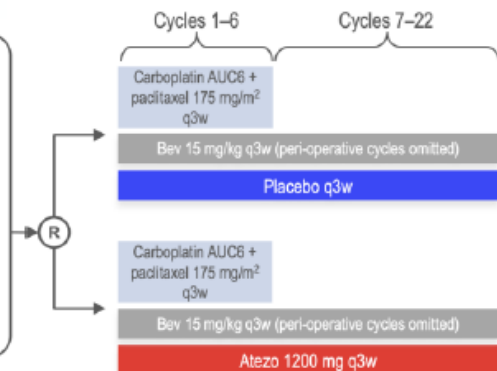 Cycles 1–6
Cycles 7–22
Carboplatin AUC6 +
paclitaxel 175 mg/m²
q3w
Bev 15 mg/kg q3w (peri-operative cycles omitted)
Placebo q3w
R
Carboplatin AUC6 +
paclitaxel 175 mg/m²
q3w
Bev 15 mg/kg q3w (peri-operative cycles omitted)
Atezo 1200 mg q3w